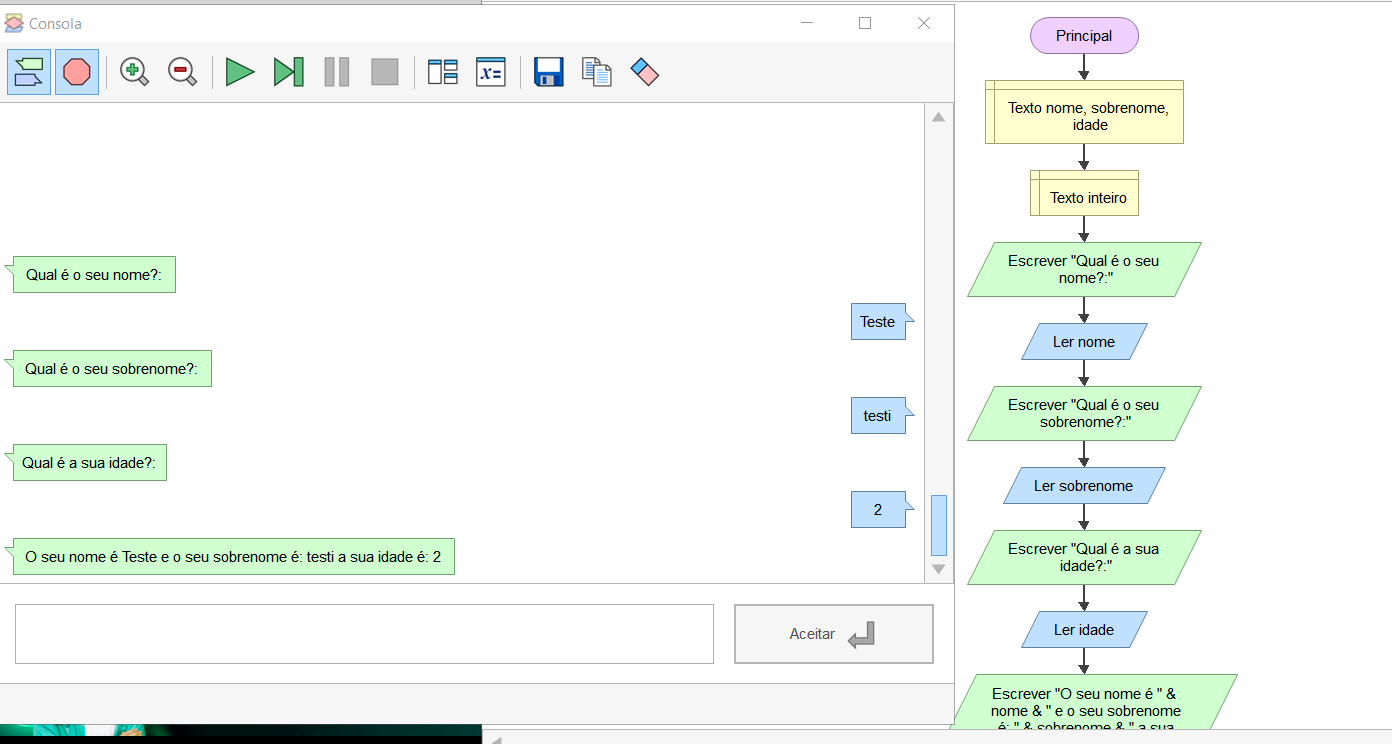 Consola
x=
Qual é o seu nome?:
Teste
Qual é o seu sobrenome?:
testi
Qual é a sua idade?:
2
O seu nome é Teste e o seu sobrenome é: testi a sua idade é: 2
Aceitar
Principal
Texto nome, sobrenome,
idade
Texto inteiro
Escrever "Qual é o seu
nome?:"
Ler nome
Escrever "Qual é o seu
sobrenome?:"
Ler sobrenome
Escrever "Qual é a sua
idade?:"
Ler idade
Escrever "O seu nome é " &
nome & " e o seu sobrenome
é: " & sobrenome & " a sua